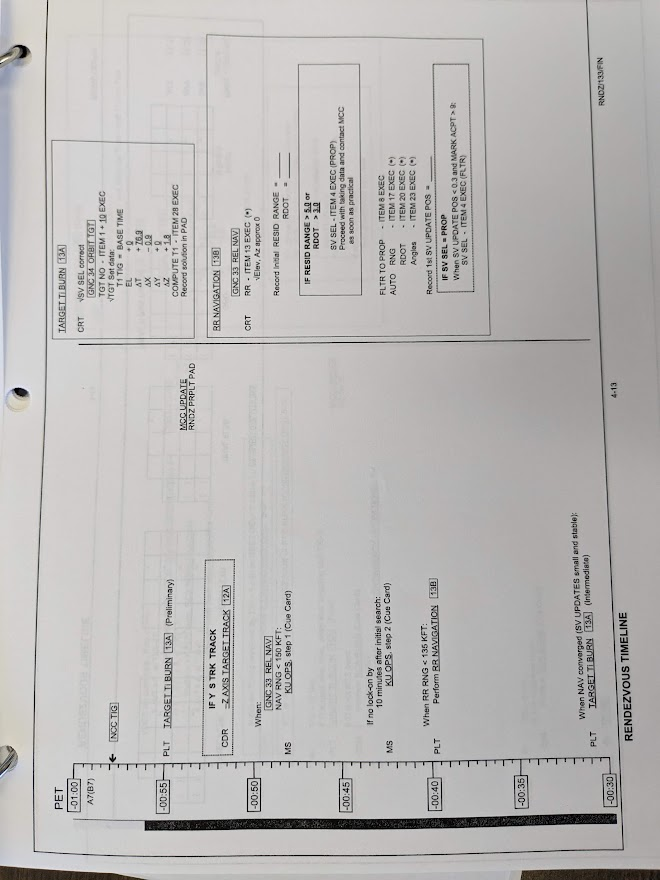 RENDEZVOUS TIMELINE
PET
-01:00
A7(B7)
NCC TIG
-00:55
PLT TARGET Ti BURN 13A (Preliminary)
MCC UPDATE
RNDZ PRPLT PAD
IF Y S TRK TRACK
CDR -Z AXIS TARGET TRACK 12A
-00:50
When:
GNC 33 REL NAV
NAV RNG < 150 KFT:
MS KU OPS, step 1 (Cue Card)
-00:45
If no lock-on by
10 minutes after initial search:
MS KU OPS, step 2 (Cue Card)
-00:40
When RR RNG < 135 KFT:
PLT Perform RR NAVIGATION 13B
-00:35
When NAV converged (SV UPDATES small and stable):
PLT TARGET Ti BURN 13A (Intermediate)
-00:30
TARGET Ti BURN 13A
CRT √SV SEL correct
GNC 34 ORBIT TGT
TGT NO - ITEM 1 + 10 EXEC
√TGT Set data:
T1 TIG = BASE TIME
EL + 0
ΔT + 76.9
ΔX - 0.9
ΔY + 0
ΔZ + 1.8
COMPUTE T1 - ITEM 28 EXEC
Record solution in PAD
RR NAVIGATION 13B
GNC 33 REL NAV
CRT RR - ITEM 13 EXEC (*)
√Elev, Az approx 0
Record initial RESID RANGE = ____
RDOT = ____
IF RESID RANGE > 5.0 or
RDOT > 3.0
SV SEL - ITEM 4 EXEC (PROP)
Proceed with taking data and contact MCC
as soon as practical
FLTR TO PROP - ITEM 8 EXEC
AUTO RNG - ITEM 17 EXEC (*)
RDOT - ITEM 20 EXEC (*)
Angles - ITEM 23 EXEC (*)
Record 1st SV UPDATE POS = ____
IF SV SEL = PROP
When SV UPDATE POS < 0.3 and MARK ACPT > 9:
SV SEL - ITEM 4 EXEC (FLTR)
4-13
RNDZ/133/FIN